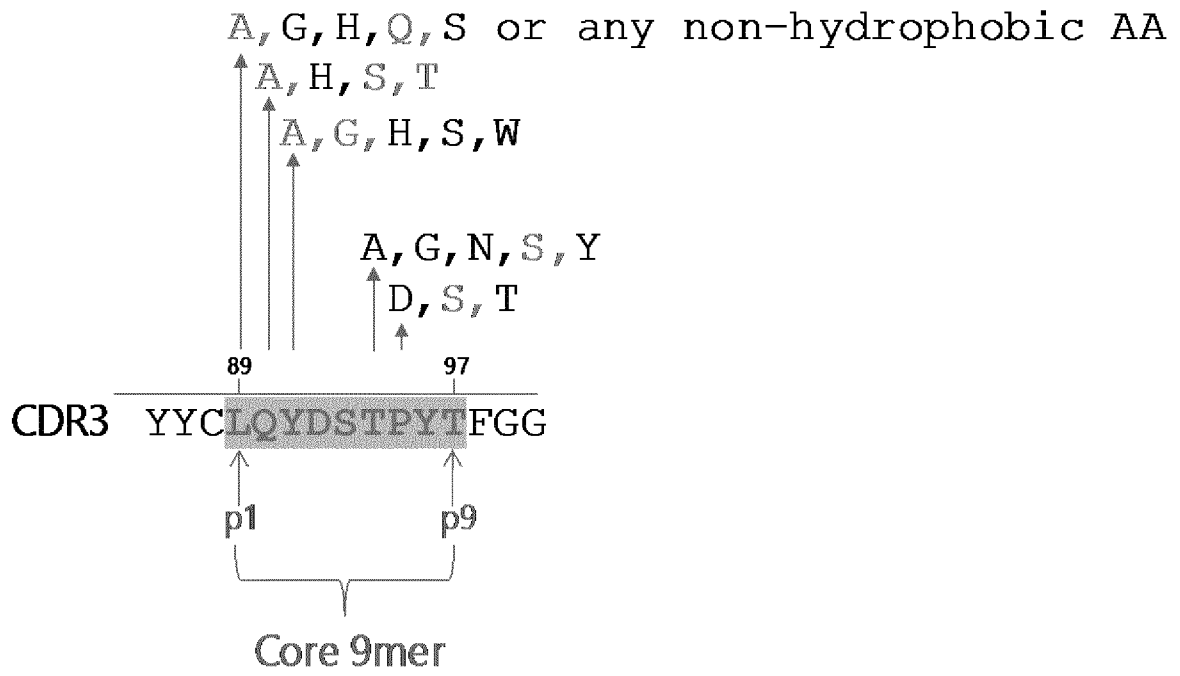 A,G,H,Q,S or any non-hydrophobic AA
A,H,S,T
A,G,H,S,W
A,G,N,S,Y
D,S,T
89 97
CDR3 YYCLQYDSTPYTFGG
p1 p9
Core 9mer